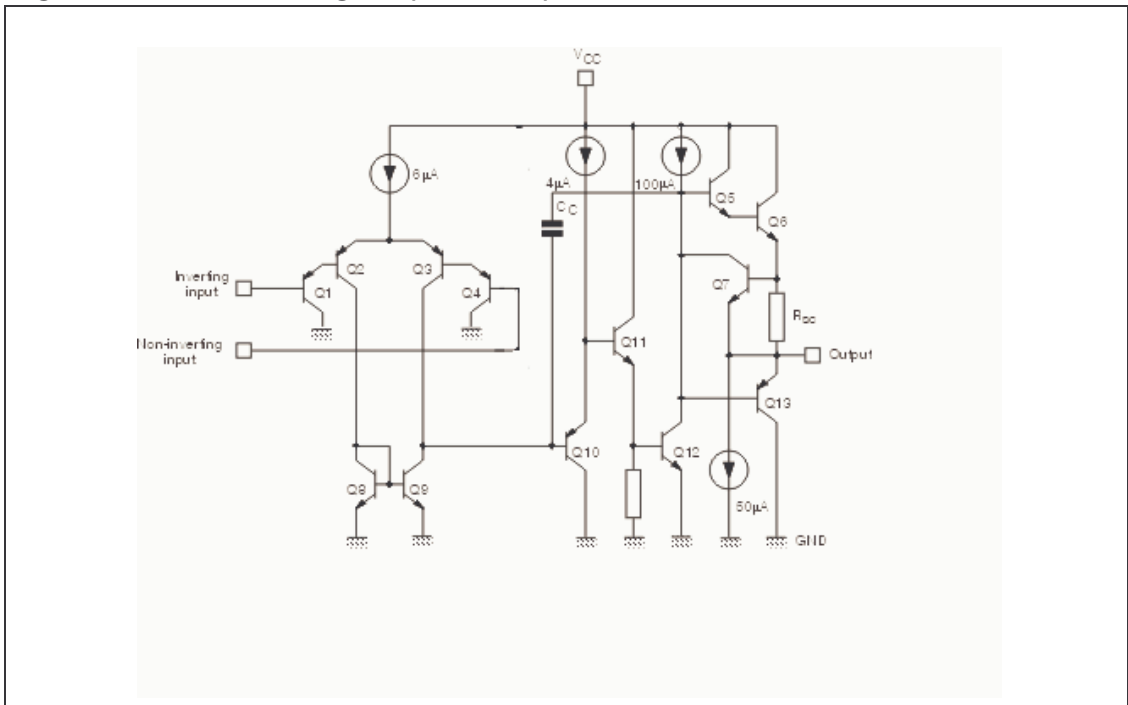 VCC
6µA
4µA
100µA
CC
Q5
Q6
Q2
Q3
Q1
Q4
Q7
Inverting
input
RSC
Non-inverting
input
Q11
Output
Q13
Q10
Q12
Q8
Q9
50µA
GND